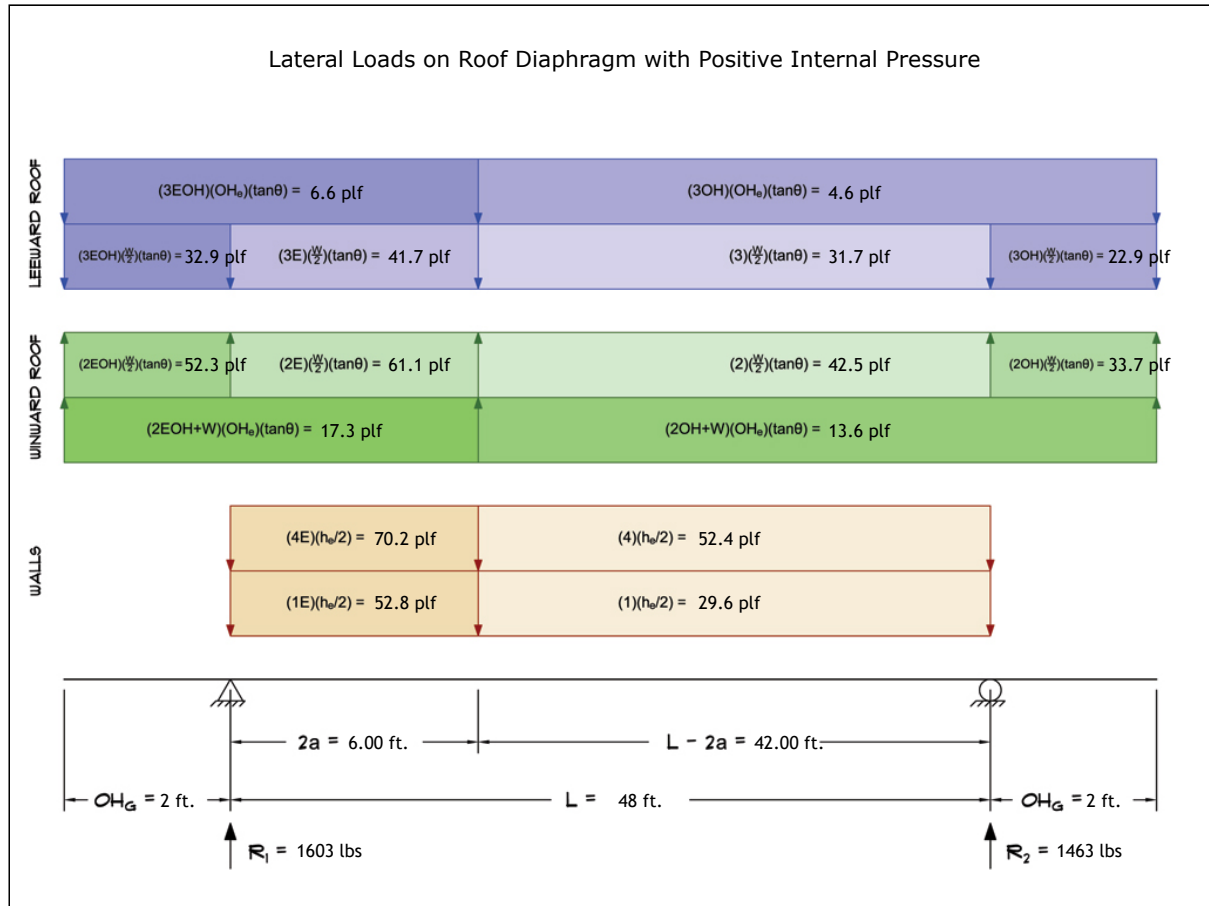 Lateral Loads on Roof Diaphragm with Positive Internal Pressure
LEEWARD ROOF
(3EOH)(OHₑ)(tanθ) = 6.6 plf
(3OH)(OHₑ)(tanθ) = 4.6 plf
(3EOH)(W/2)(tanθ) = 32.9 plf
(3E)(W/2)(tanθ) = 41.7 plf
(3)(W/2)(tanθ) = 31.7 plf
(3OH)(W/2)(tanθ) = 22.9 plf
WINWARD ROOF
(2EOH)(W/2)(tanθ) = 52.3 plf
(2E)(W/2)(tanθ) = 61.1 plf
(2)(W/2)(tanθ) = 42.5 plf
(2OH)(W/2)(tanθ) = 33.7 plf
(2EOH+W)(OHₑ)(tanθ) = 17.3 plf
(2OH+W)(OHₑ)(tanθ) = 13.6 plf
WALLS
(4E)(hₑ/2) = 70.2 plf
(4)(hₑ/2) = 52.4 plf
(1E)(hₑ/2) = 52.8 plf
(1)(hₑ/2) = 29.6 plf
2a = 6.00 ft.
L - 2a = 42.00 ft.
OH_G = 2 ft.
L = 48 ft.
OH_G = 2 ft.
R₁ = 1603 lbs
R₂ = 1463 lbs